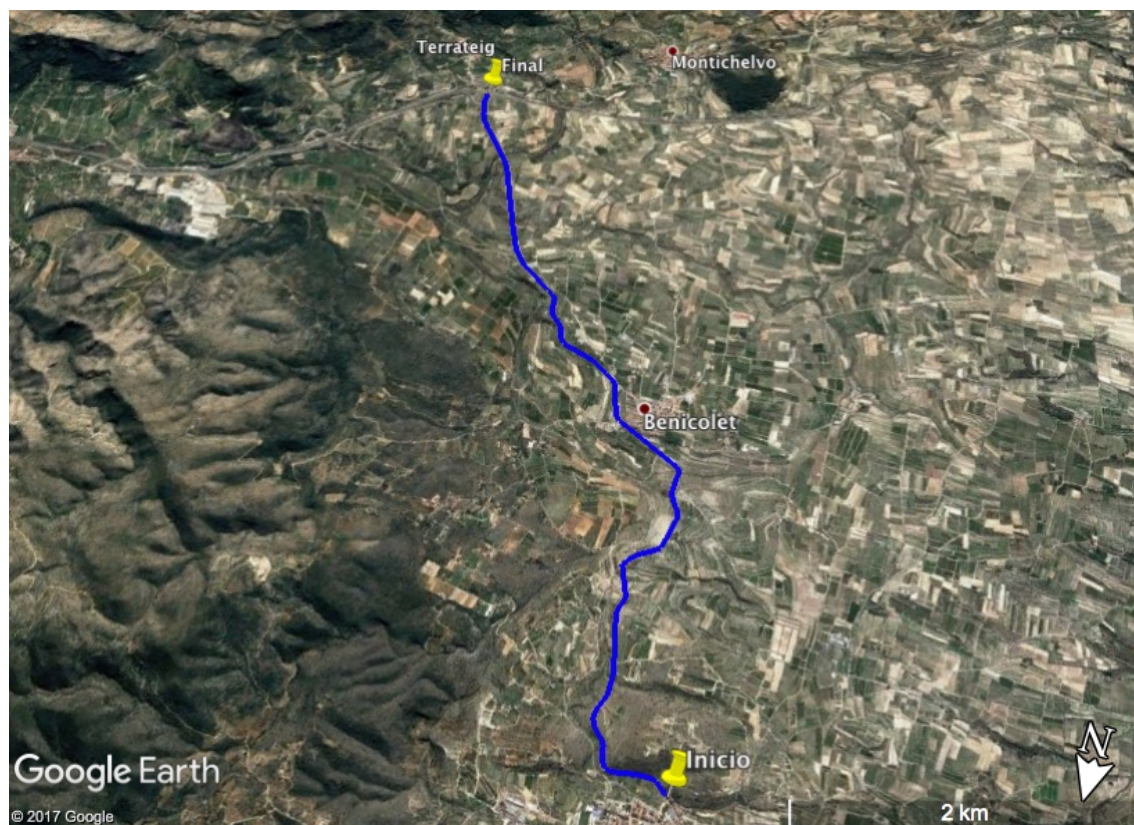 Terrateig
Final
Montichelvo
Benicolet
Inicio
N
Google Earth
2 km
© 2017 Google